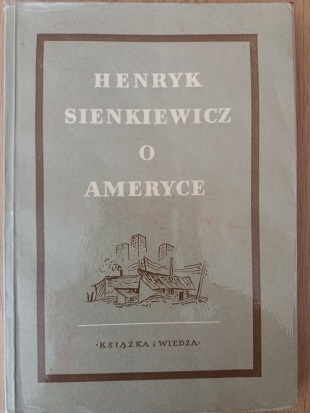 HENRYK
SIENKIEWICZ
O
AMERYCE
·KSIĄŻKA i WIEDZA·